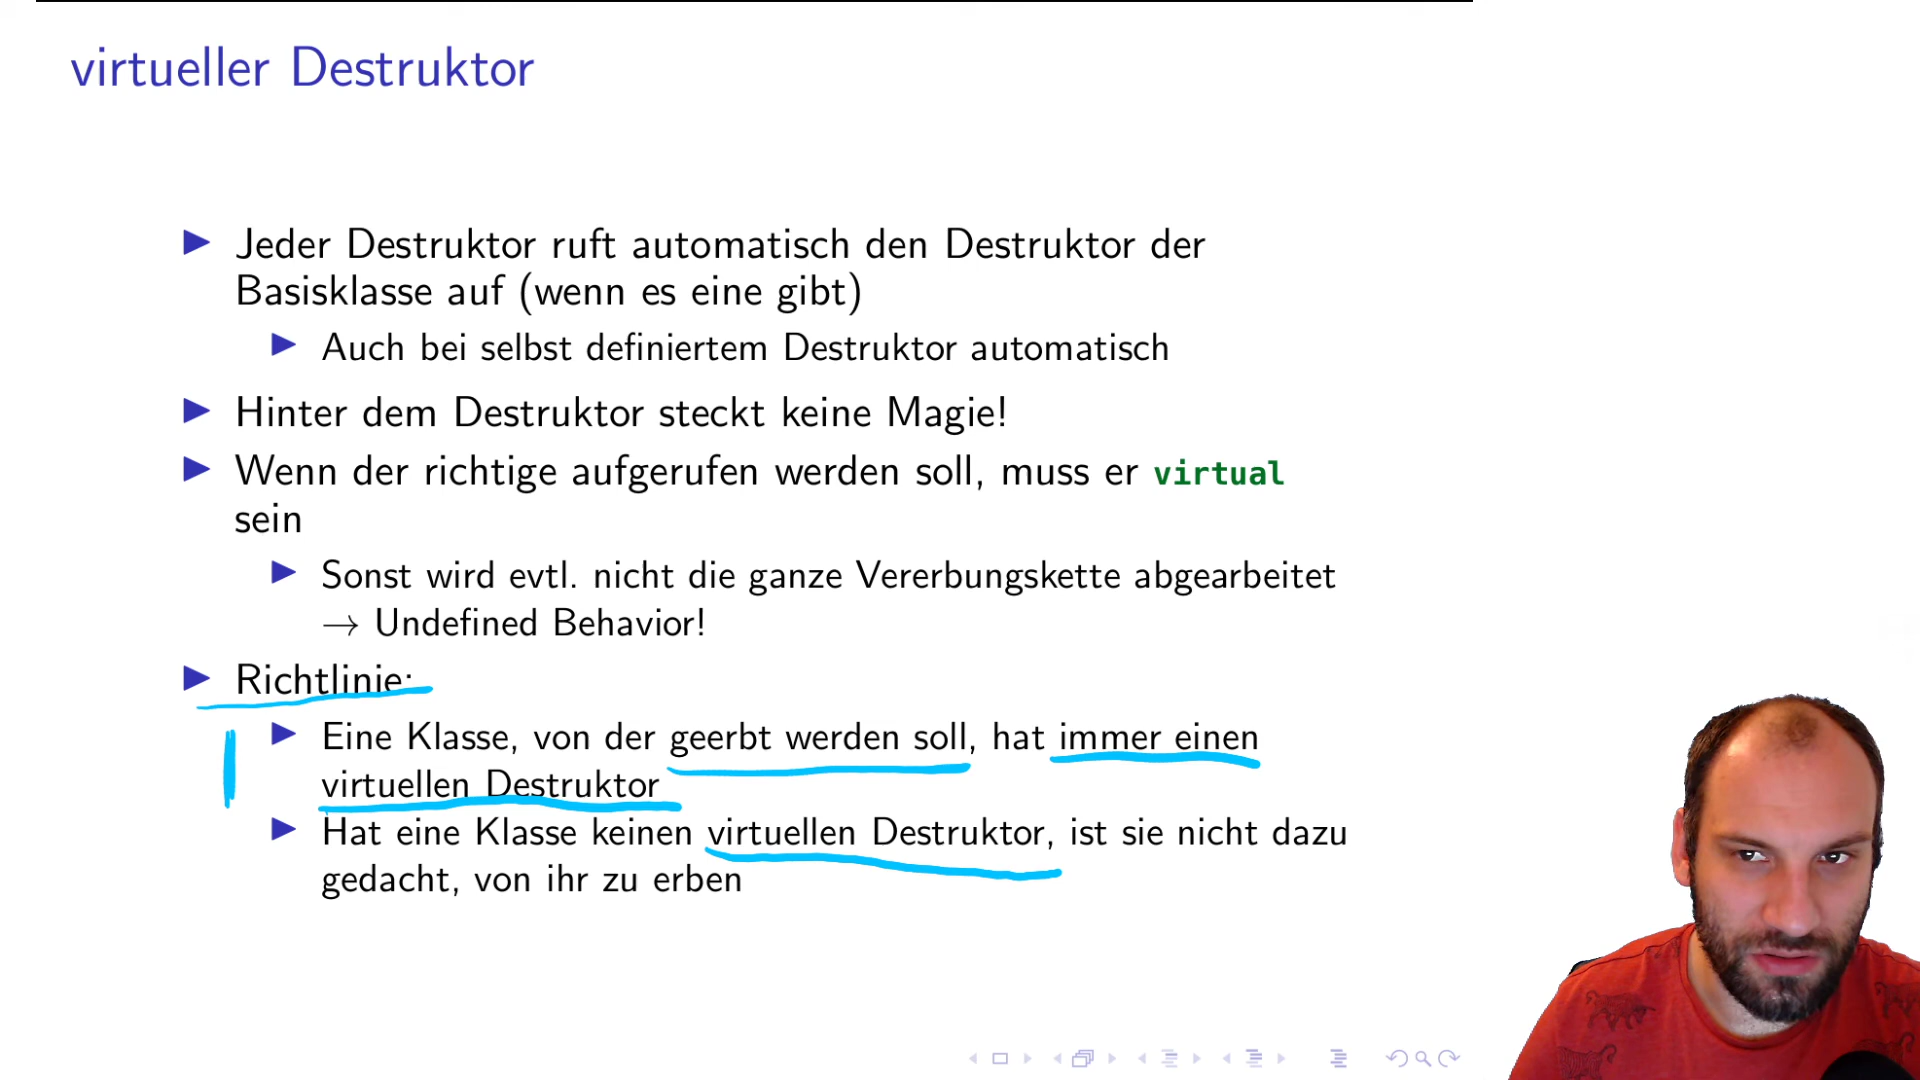 virtueller Destruktor
Jeder Destruktor ruft automatisch den Destruktor der
Basisklasse auf (wenn es eine gibt)
Auch bei selbst definiertem Destruktor automatisch
Hinter dem Destruktor steckt keine Magie!
Wenn der richtige aufgerufen werden soll, muss er virtual
sein
Sonst wird evtl. nicht die ganze Vererbungskette abgearbeitet
→ Undefined Behavior!
Richtlinie:
Eine Klasse, von der geerbt werden soll, hat immer einen
virtuellen Destruktor
Hat eine Klasse keinen virtuellen Destruktor, ist sie nicht dazu
gedacht, von ihr zu erben